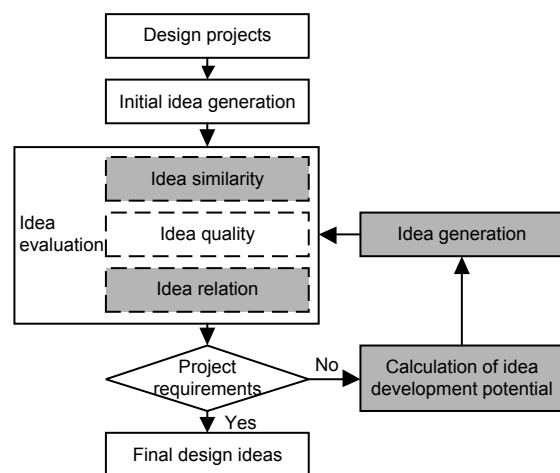 Design projects
Initial idea generation
Idea similarity
Idea
evaluation
Idea quality
Idea relation
Idea generation
Project
requirements
No
Calculation of idea
development potential
Yes
Final design ideas